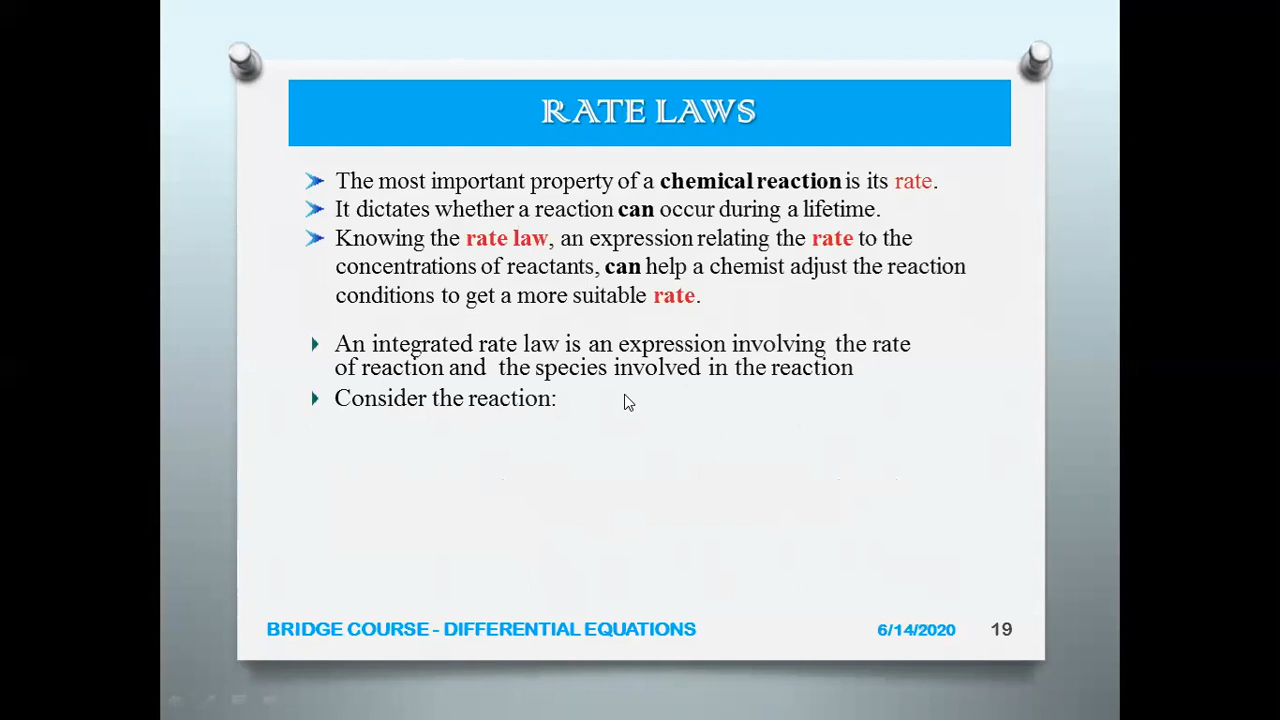 RATE LAWS
The most important property of a chemical reaction is its rate.
It dictates whether a reaction can occur during a lifetime.
Knowing the rate law, an expression relating the rate to the
concentrations of reactants, can help a chemist adjust the reaction
conditions to get a more suitable rate.
An integrated rate law is an expression involving the rate
of reaction and the species involved in the reaction
Consider the reaction:
BRIDGE COURSE - DIFFERENTIAL EQUATIONS 6/14/2020 19